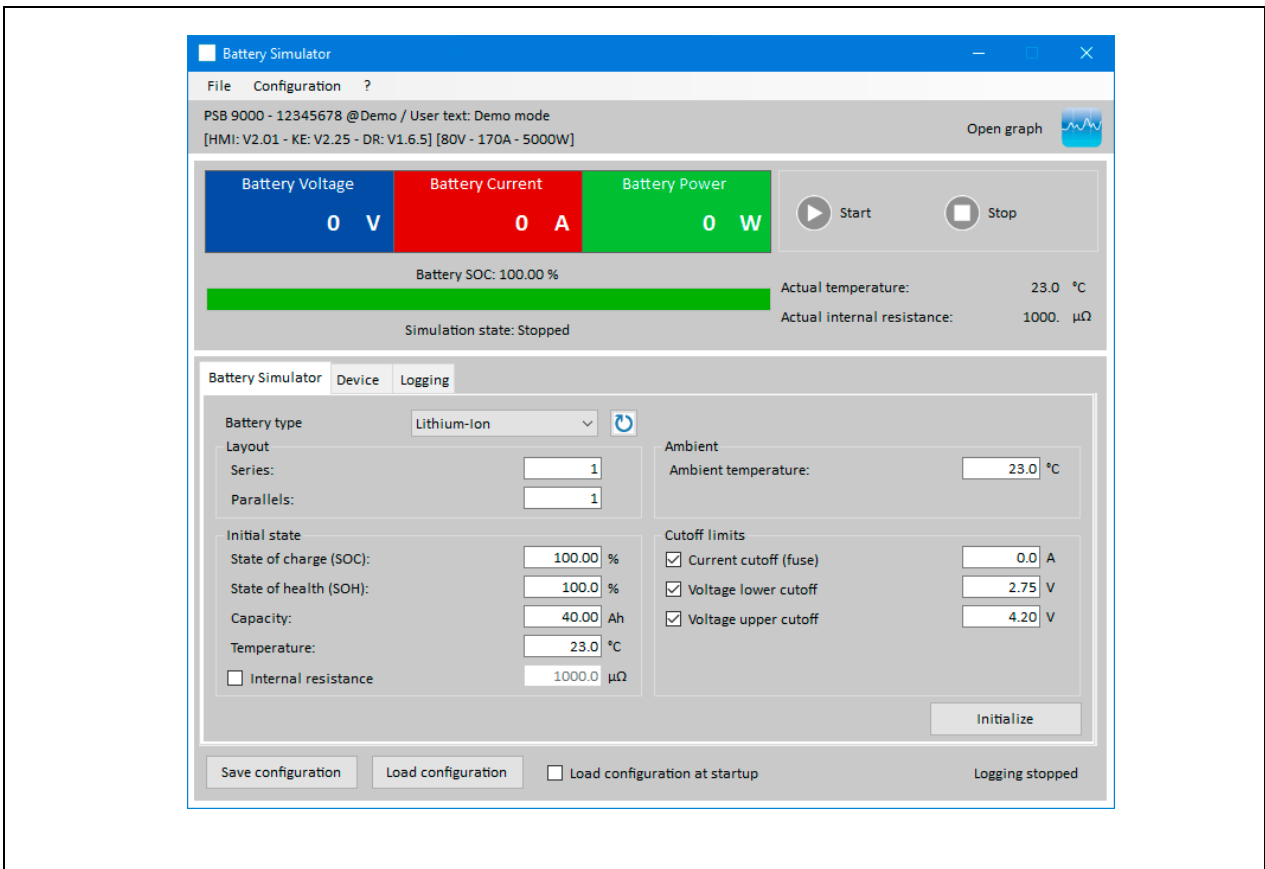 Battery Simulator
File Configuration ?
PSB 9000 - 12345678 @Demo / User text: Demo mode
[HMI: V2.01 - KE: V2.25 - DR: V1.6.5] [80V - 170A - 5000W]
Open graph
Battery Voltage
0 V
Battery Current
0 A
Battery Power
0 W
Start
Stop
Battery SOC: 100.00 %
Simulation state: Stopped
Actual temperature: 23.0 °C
Actual internal resistance: 1000. µΩ
Battery Simulator Device Logging
Battery type Lithium-Ion
Layout
Series: 1
Parallels: 1
Ambient
Ambient temperature: 23.0 °C
Initial state
State of charge (SOC): 100.00 %
State of health (SOH): 100.0 %
Capacity: 40.00 Ah
Temperature: 23.0 °C
Internal resistance 1000.0 µΩ
Cutoff limits
Current cutoff (fuse) 0.0 A
Voltage lower cutoff 2.75 V
Voltage upper cutoff 4.20 V
Initialize
Save configuration Load configuration Load configuration at startup Logging stopped